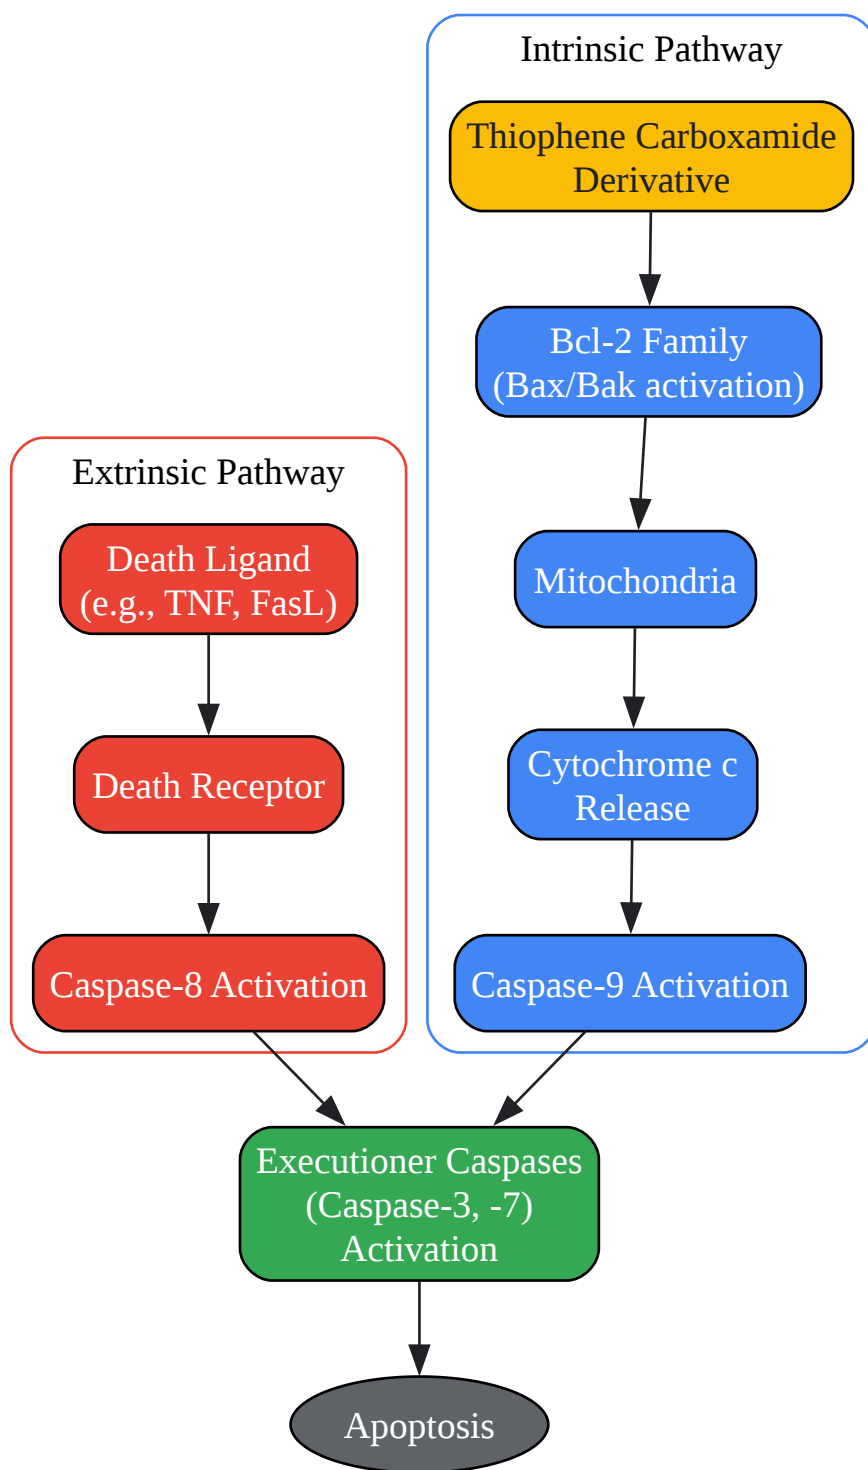 Intrinsic Pathway
Thiophene Carboxamide
Derivative
Bcl-2 Family
(Bax/Bak activation)
Mitochondria
Cytochrome c
Release
Caspase-9 Activation
Extrinsic Pathway
Death Ligand
(e.g., TNF, FasL)
Death Receptor
Caspase-8 Activation
Executioner Caspases
(Caspase-3, -7)
Activation
Apoptosis